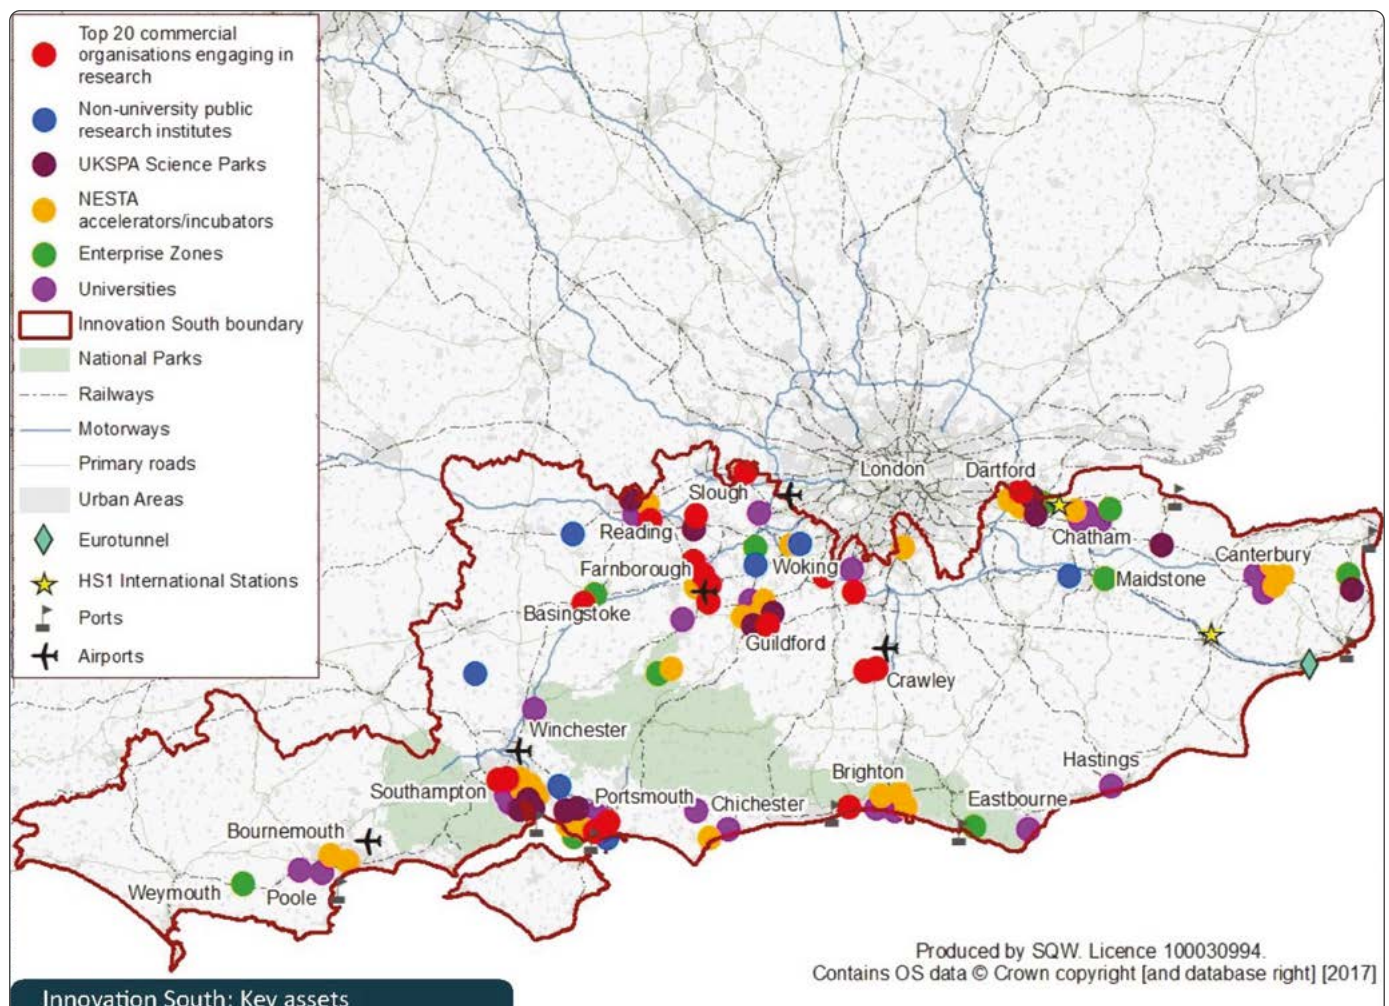 Top 20 commercial
organisations engaging in
research
Non-university public
research institutes
UKSPA Science Parks
NESTA
accelerators/incubators
Enterprise Zones
Universities
Innovation South boundary
National Parks
Railways
Motorways
Primary roads
Urban Areas
Eurotunnel
HS1 International Stations
Ports
Airports
London
Dartford
Slough
Reading
Chatham
Canterbury
Farnborough
Woking
Maidstone
Basingstoke
Guildford
Crawley
Winchester
Hastings
Brighton
Southampton
Portsmouth
Chichester
Eastbourne
Bournemouth
Weymouth
Poole
Produced by SQW. Licence 100030994.
Contains OS data © Crown copyright [and database right] [2017]
Innovation South: Key assets